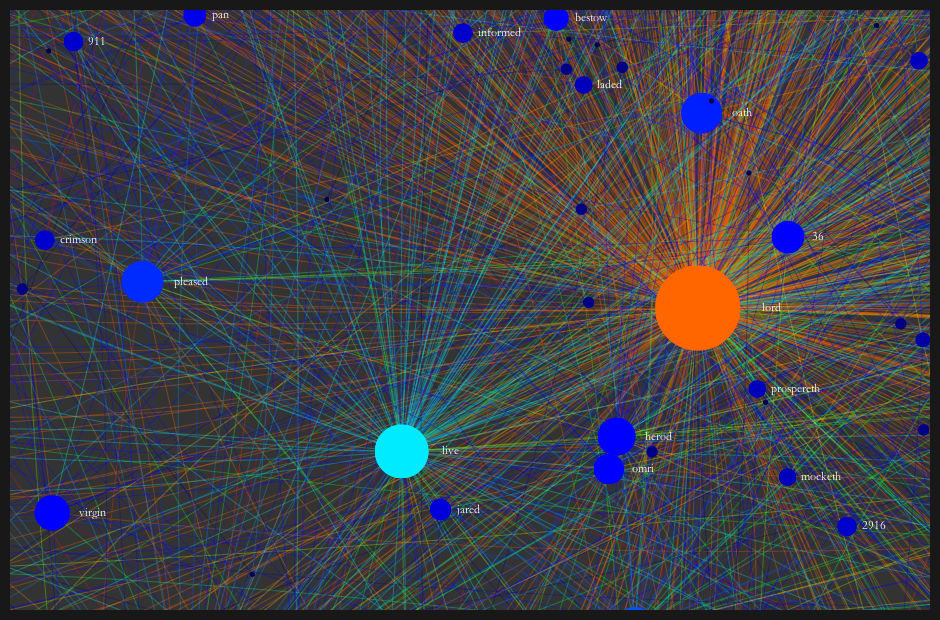 pan
bestow
911
informed
laded
oath
crimson
36
pleased
lord
prospereth
herod
live
omri
mocketh
jared
virgin
2916